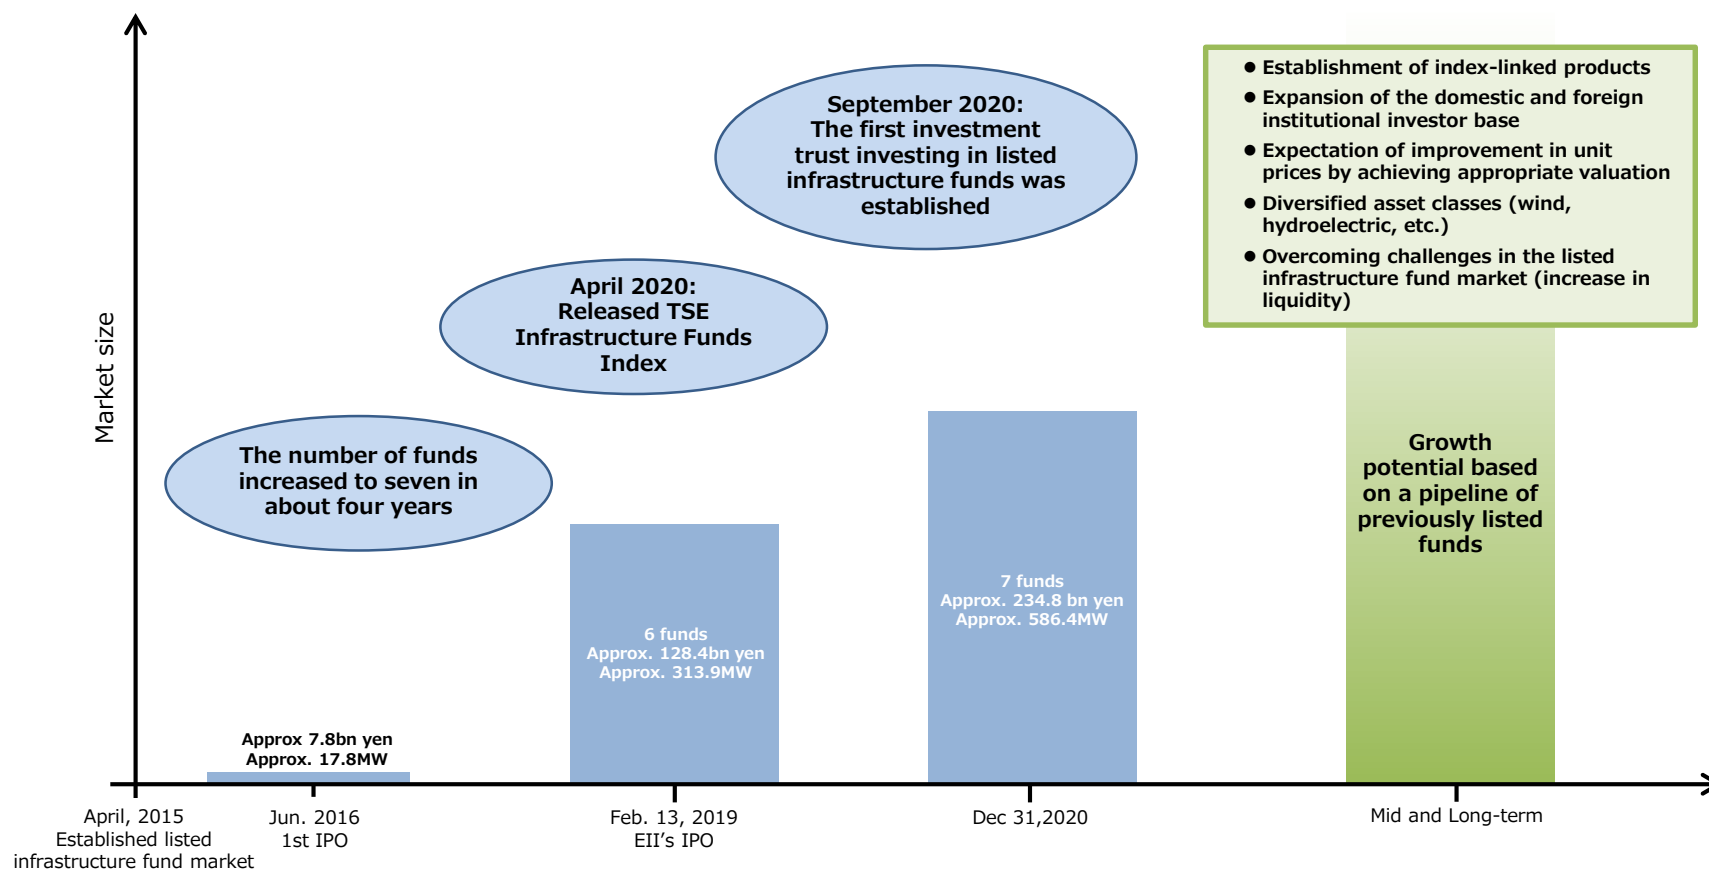 Market size
September 2020:
The first investment
trust investing in listed
infrastructure funds was
established
April 2020:
Released TSE
Infrastructure Funds
Index
The number of funds
increased to seven in
about four years
● Establishment of index-linked products
● Expansion of the domestic and foreign
institutional investor base
● Expectation of improvement in unit
prices by achieving appropriate valuation
● Diversified asset classes (wind,
hydroelectric, etc.)
● Overcoming challenges in the listed
infrastructure fund market (increase in
liquidity)
Growth
potential based
on a pipeline of
previously listed
funds
Approx 7.8bn yen
Approx. 17.8MW
6 funds
Approx. 128.4bn yen
Approx. 313.9MW
7 funds
Approx. 234.8 bn yen
Approx. 586.4MW
April, 2015
Established listed
infrastructure fund market
Jun. 2016
1st IPO
Feb. 13, 2019
EII’s IPO
Dec 31,2020
Mid and Long-term